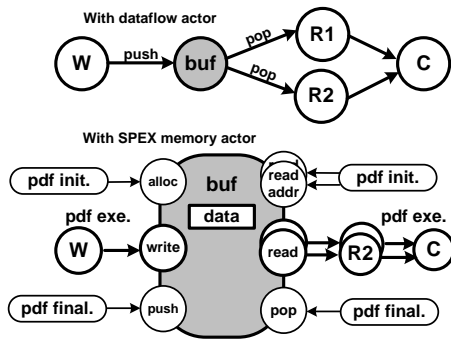 With dataflow actor
W
push
buf
pop
pop
R1
R2
C
With SPEX memory actor
pdf init.
alloc
buf
read
addr
pdf init.
data
pdf exe.
pdf exe.
W
write
read
R2
C
pdf final.
push
pop
pdf final.